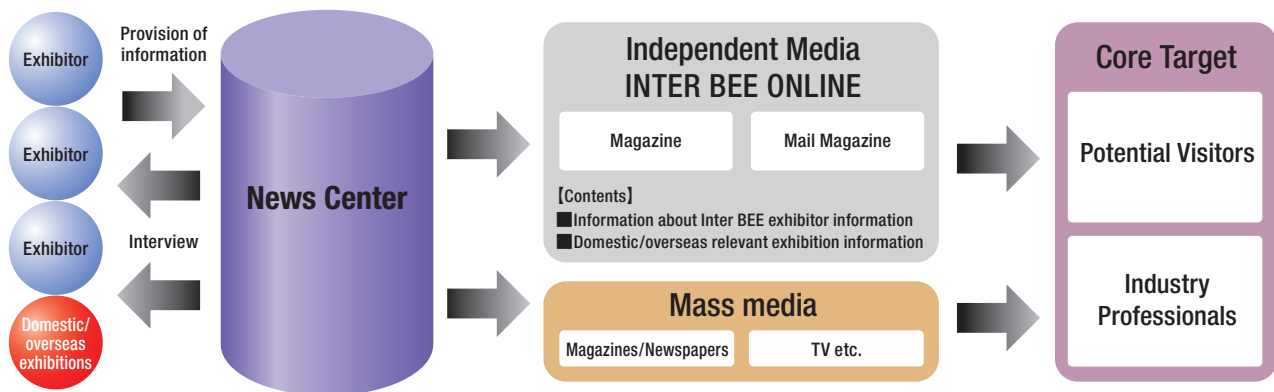 Exhibitor
Provision of
information
Exhibitor
Exhibitor
Interview
Domestic/
overseas
exhibitions
News Center
Independent Media
INTER BEE ONLINE
Magazine
Mail Magazine
【Contents】
■Information about Inter BEE exhibitor information
■Domestic/overseas relevant exhibition information
Mass media
Magazines/Newspapers
TV etc.
Core Target
Potential Visitors
Industry
Professionals